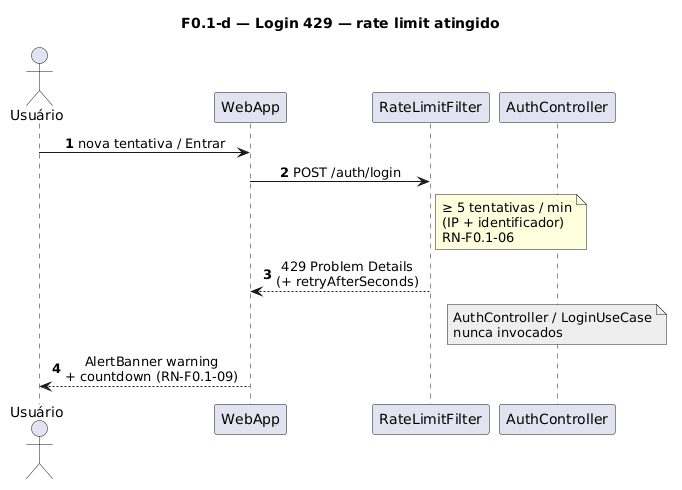 F0.1-d — Login 429 — rate limit atingido
Usuário
WebApp
RateLimitFilter
AuthController
1 nova tentativa / Entrar
2 POST /auth/login
≥ 5 tentativas / min
(IP + identificador)
RN-F0.1-06
3 429 Problem Details
(+ retryAfterSeconds)
AuthController / LoginUseCase
nunca invocados
4 AlertBanner warning
+ countdown (RN-F0.1-09)
Usuário
WebApp
RateLimitFilter
AuthController